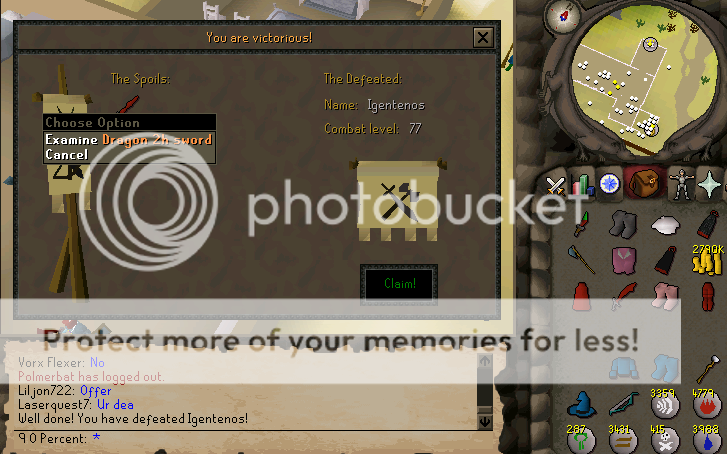 You are victorious!
The Spoils:
The Defeated:
Name: Igentenos
Combat level: 77
Choose Option
Examine Dragon 2h sword
Cancel
photobucket
Claim!
Protect more of your memories for less!
Vorx Flexer: No
Polmerbat has logged out.
Liljon722: Offer
Laserquest7: Ur dea
Well done! You have defeated Igentenos!
9 0 Percent: *
2790K
3359
4779
287
3431
415
3988